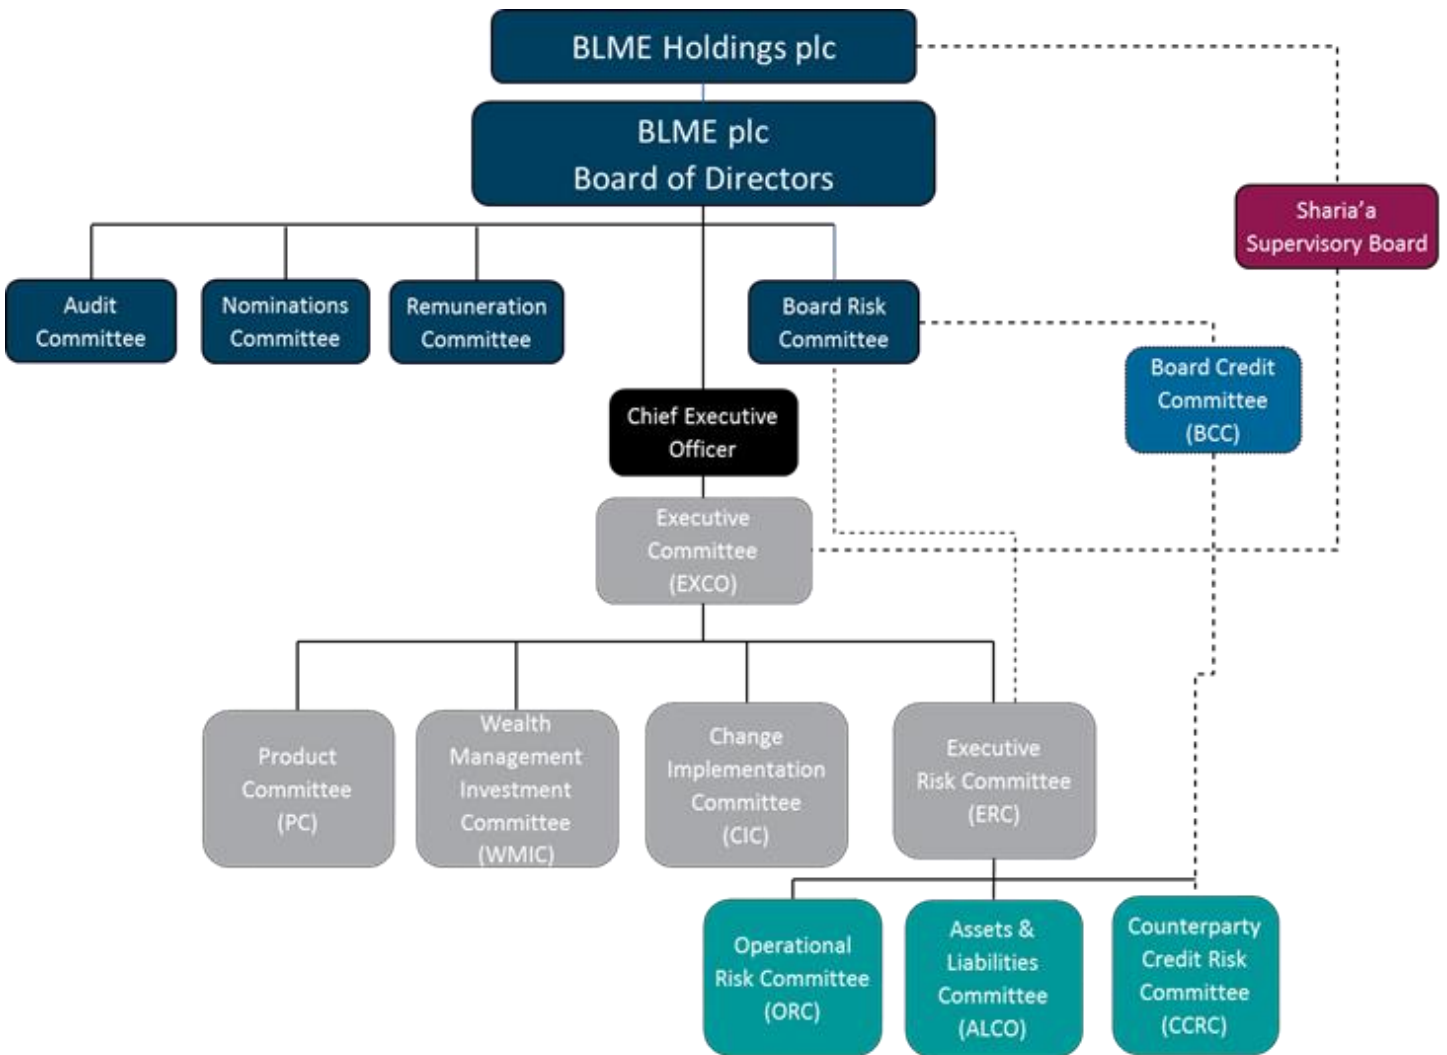 BLME Holdings plc
BLME plc
Board of Directors
Sharia’a
Supervisory Board
Audit
Committee
Nominations
Committee
Remuneration
Committee
Board Risk
Committee
Board Credit
Committee
(BCC)
Chief Executive
Officer
Executive
Committee
(EXCO)
Product
Committee
(PC)
Wealth
Management
Investment
Committee
(WMIC)
Change
Implementation
Committee
(CIC)
Executive
Risk Committee
(ERC)
Operational
Risk Committee
(ORC)
Assets &
Liabilities
Committee
(ALCO)
Counterparty
Credit Risk
Committee
(CCRC)